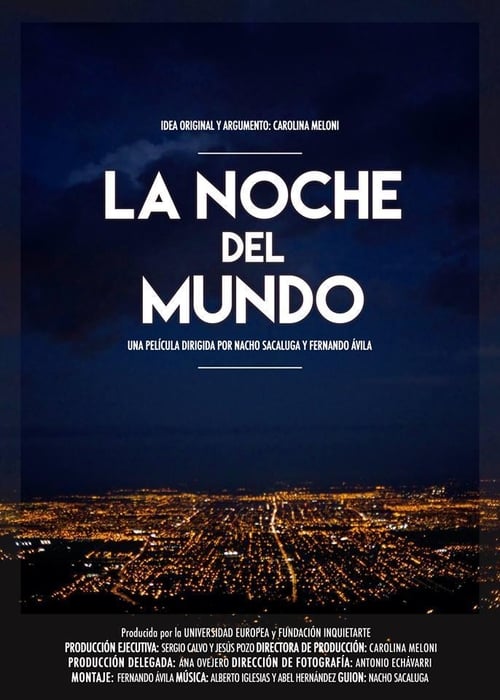 IDEA ORIGINAL Y ARGUMENTO: CAROLINA MELONI
LA NOCHE
DEL
MUNDO
UNA PELÍCULA DIRIGIDA POR NACHO SACALUGA Y FERNANDO ÁVILA
Producida por la UNIVERSIDAD EUROPEA y FUNDACIÓN INQUIETARTE
PRODUCCIÓN EJECUTIVA: SERGIO CALVO Y JESÚS POZO DIRECTORA DE PRODUCCIÓN: CAROLINA MELONI
PRODUCCIÓN DELEGADA: ANA OVEJERO DIRECCIÓN DE FOTOGRAFÍA: ANTONIO ECHÁVARRI
MONTAJE: FERNANDO ÁVILA MÚSICA: ALBERTO IGLESIAS Y ABEL HERNÁNDEZ GUION: NACHO SACALUGA